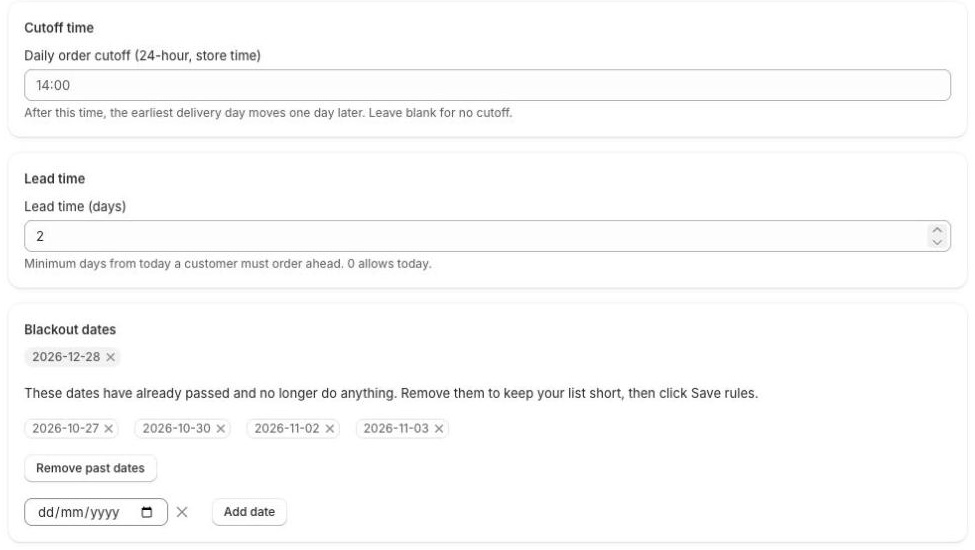 Cutoff time
Daily order cutoff (24-hour, store time)
14:00
After this time, the earliest delivery day moves one day later. Leave blank for no cutoff.
Lead time
Lead time (days)
2
Minimum days from today a customer must order ahead. 0 allows today.
Blackout dates
2026-12-28
These dates have already passed and no longer do anything. Remove them to keep your list short, then click Save rules.
2026-10-27 2026-10-30 2026-11-02 2026-11-03
Remove past dates
dd/mm/yyyy Add date